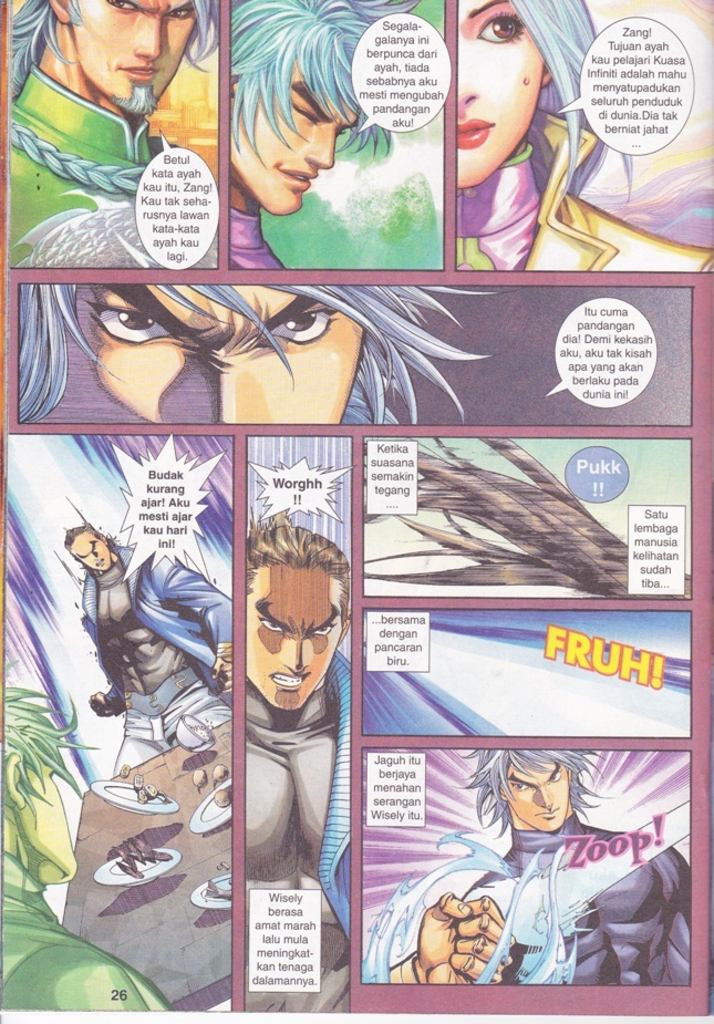 Betul
kata ayah
kau itu, Zang!
Kau tak seha-
rusnya lawan
kata-kata
ayah kau
lagi.
Segala-
galanya ini
berpunca dari
ayah, tiada
sebabnya aku
mesti mengubah
pandangan
aku!
Zang!
Tujuan ayah
kau pelajari Kuasa
Infiniti adalah mahu
menyatupadukan
seluruh penduduk
di dunia.Dia tak
berniat jahat
...
Itu cuma
pandangan
dia! Demi kekasih
aku, aku tak kisah
apa yang akan
berlaku pada
dunia ini!
Budak
kurang
ajar! Aku
mesti ajar
kau hari
ini!
Worghh
!!
Wisely
berasa
amat marah
lalu mula
meningkat-
kan tenaga
dalamannya.
Ketika
suasana
semakin
tegang
....
Pukk
!!
Satu
lembaga
manusia
kelihatan
sudah
tiba...
...bersama
dengan
pancaran
biru.
FRUH!
Jaguh itu
berjaya
menahan
serangan
Wisely itu.
Zoop!
26